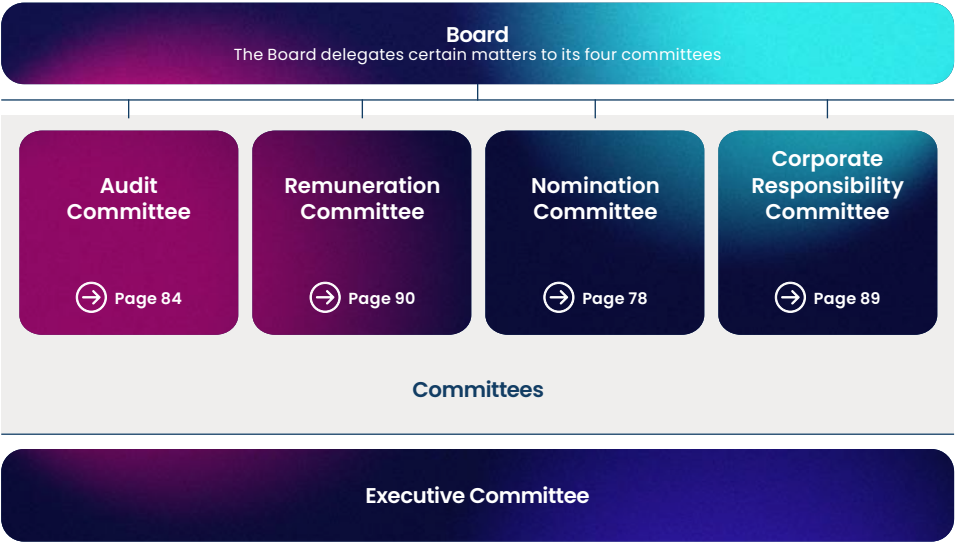 Board
The Board delegates certain matters to its four committees
Audit
Committee
Page 84
Remuneration
Committee
Page 90
Nomination
Committee
Page 78
Corporate
Responsibility
Committee
Page 89
Committees
Executive Committee